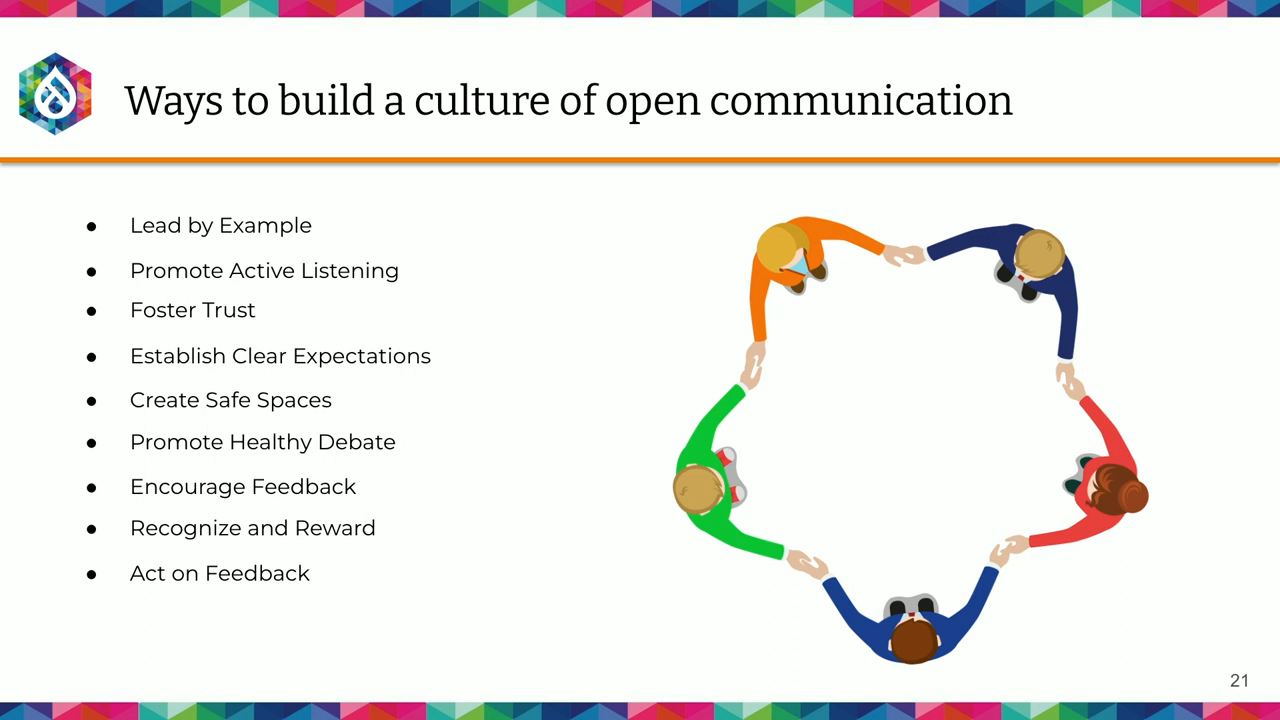 Ways to build a culture of open communication
● Lead by Example
● Promote Active Listening
● Foster Trust
● Establish Clear Expectations
● Create Safe Spaces
● Promote Healthy Debate
● Encourage Feedback
● Recognize and Reward
● Act on Feedback
21